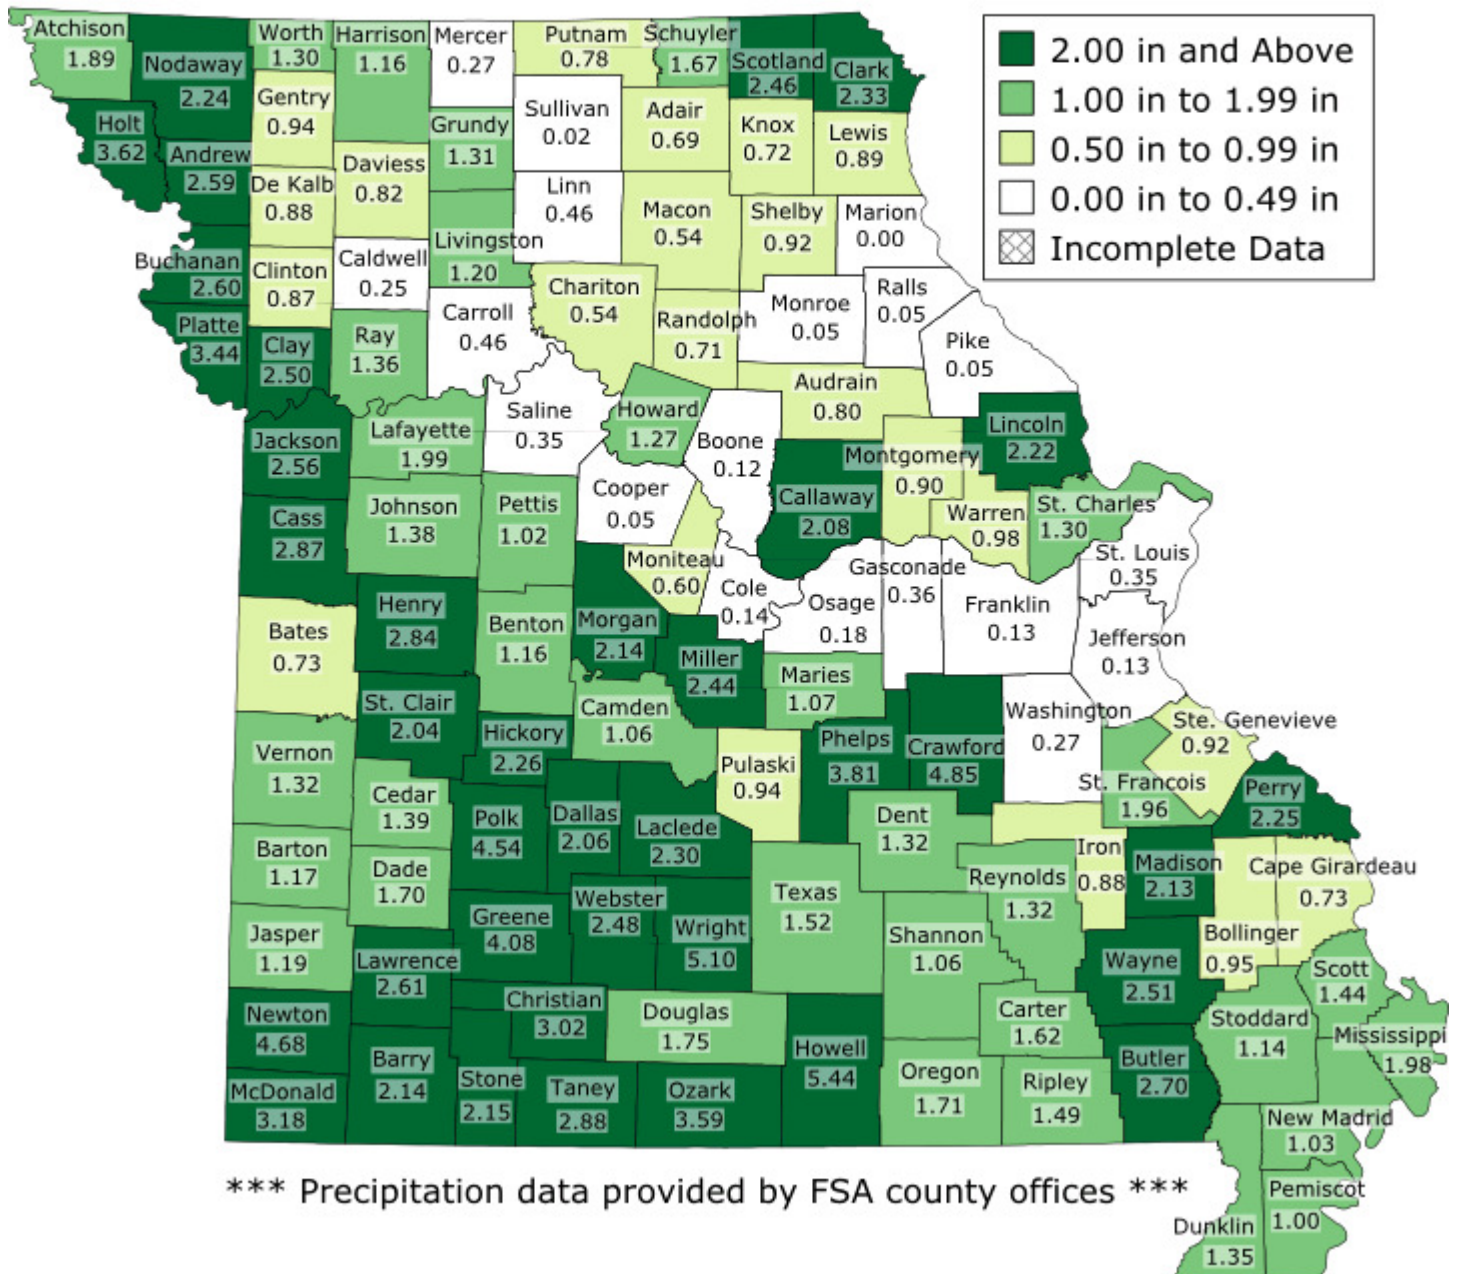 Atchison
1.89
Nodaway
2.24
Worth
1.30
Harrison
1.16
Mercer
0.27
Putnam
0.78
Schuyler
1.67
Scotland
2.46
Clark
2.33
2.00 in and Above
1.00 in to 1.99 in
0.50 in to 0.99 in
0.00 in to 0.49 in
Incomplete Data
Holt
3.62
Andrew
2.59
Gentry
0.94
De Kalb
0.88
Daviess
0.82
Grundy
1.31
Sullivan
0.02
Adair
0.69
Knox
0.72
Lewis
0.89
Linn
0.46
Macon
0.54
Shelby
0.92
Marion
0.00
Buchanan
2.60
Clinton
0.87
Caldwell
0.25
Livingston
1.20
Carroll
0.46
Chariton
0.54
Randolph
0.71
Monroe
0.05
Ralls
0.05
Pike
0.05
Platte
3.44
Clay
2.50
Ray
1.36
Audrain
0.80
Jackson
2.56
Lafayette
1.99
Saline
0.35
Howard
1.27
Boone
0.12
Callaway
2.08
Montgomery
0.90
Lincoln
2.22
Warren
0.98
St. Charles
1.30
St. Louis
0.35
Cass
2.87
Johnson
1.38
Pettis
1.02
Cooper
0.05
Moniteau
0.60
Cole
0.14
Osage
0.18
Gasconade
0.36
Franklin
0.13
Jefferson
0.13
Bates
0.73
Henry
2.84
Benton
1.16
Morgan
2.14
Miller
2.44
Maries
1.07
St. Clair
2.04
Hickory
2.26
Camden
1.06
Pulaski
0.94
Phelps
3.81
Crawford
4.85
Washington
0.27
Ste. Genevieve
0.92
St. Francois
1.96
Perry
2.25
Vernon
1.32
Cedar
1.39
Polk
4.54
Dallas
2.06
Laclede
2.30
Dent
1.32
Iron
0.88
Madison
2.13
Cape Girardeau
0.73
Barton
1.17
Dade
1.70
Greene
4.08
Webster
2.48
Wright
5.10
Texas
1.52
Reynolds
1.32
Shannon
1.06
Bollinger
0.95
Jasper
1.19
Lawrence
2.61
Wayne
2.51
Scott
1.44
Newton
4.68
Christian
3.02
Douglas
1.75
Howell
5.44
Carter
1.62
Stoddard
1.14
Mississippi
1.98
McDonald
3.18
Barry
2.14
Stone
2.15
Taney
2.88
Ozark
3.59
Oregon
1.71
Ripley
1.49
Butler
2.70
New Madrid
1.03
*** Precipitation data provided by FSA county offices ***
Pemiscot
1.00
Dunklin
1.35